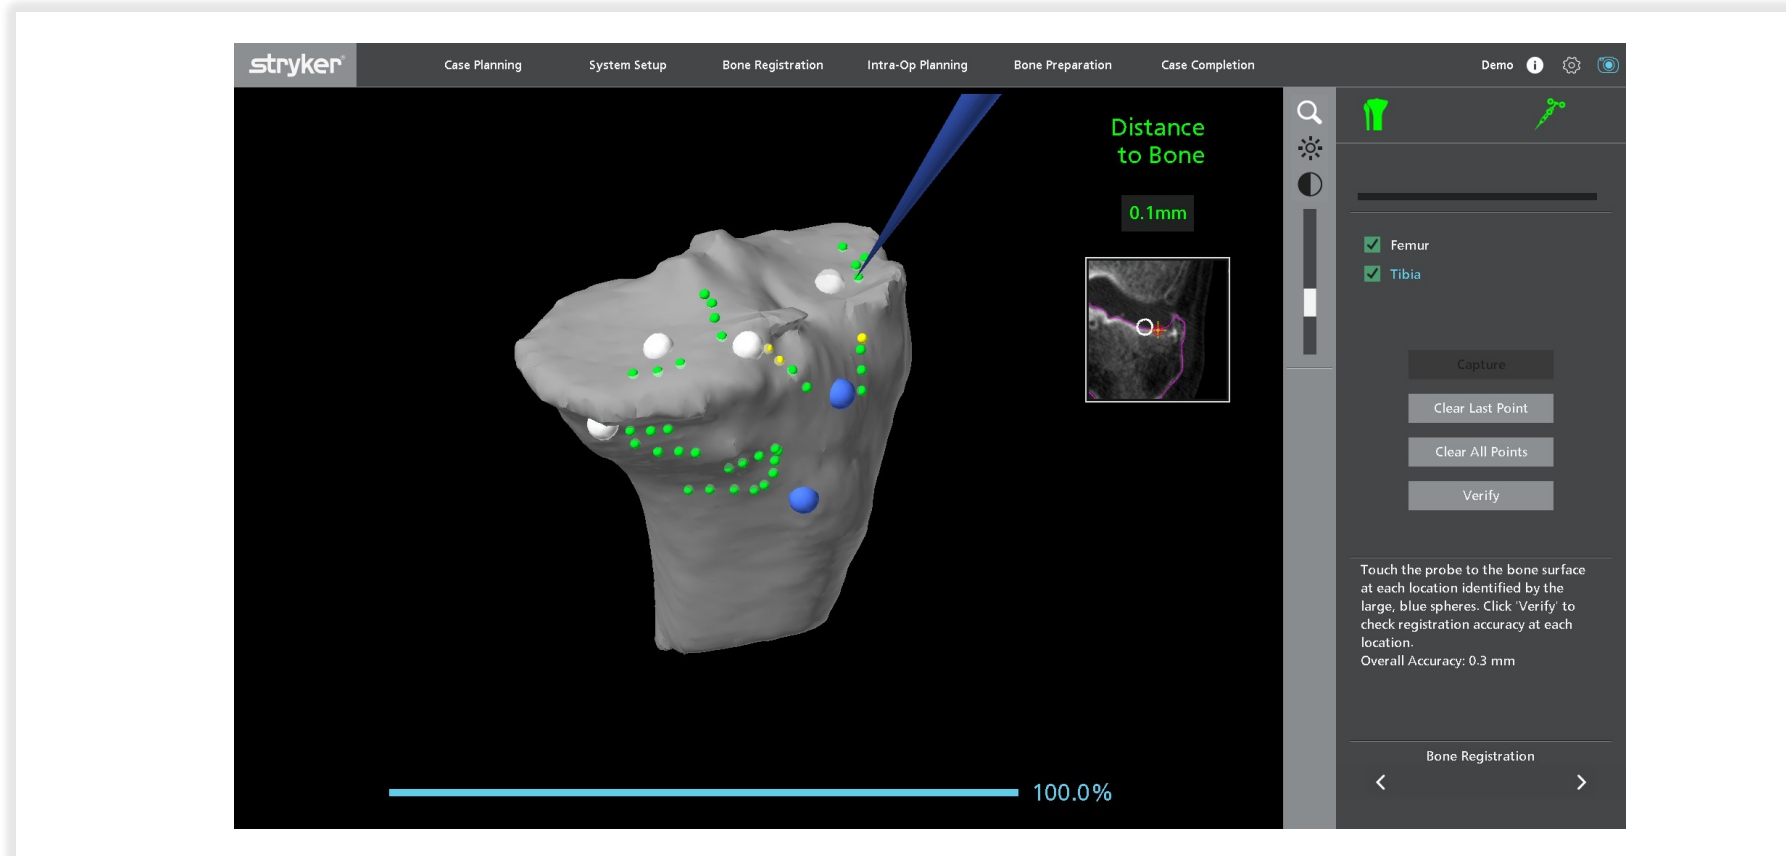 stryker®
Case Planning
System Setup
Bone Registration
Intra-Op Planning
Bone Preparation
Case Completion
Demo
Distance
to Bone
0.1mm
Femur
Tibia
Capture
Clear Last Point
Clear All Points
Verify
Touch the probe to the bone surface
at each location identified by the
large, blue spheres. Click 'Verify' to
check registration accuracy at each
location.
Overall Accuracy: 0.3 mm
Bone Registration
100.0%